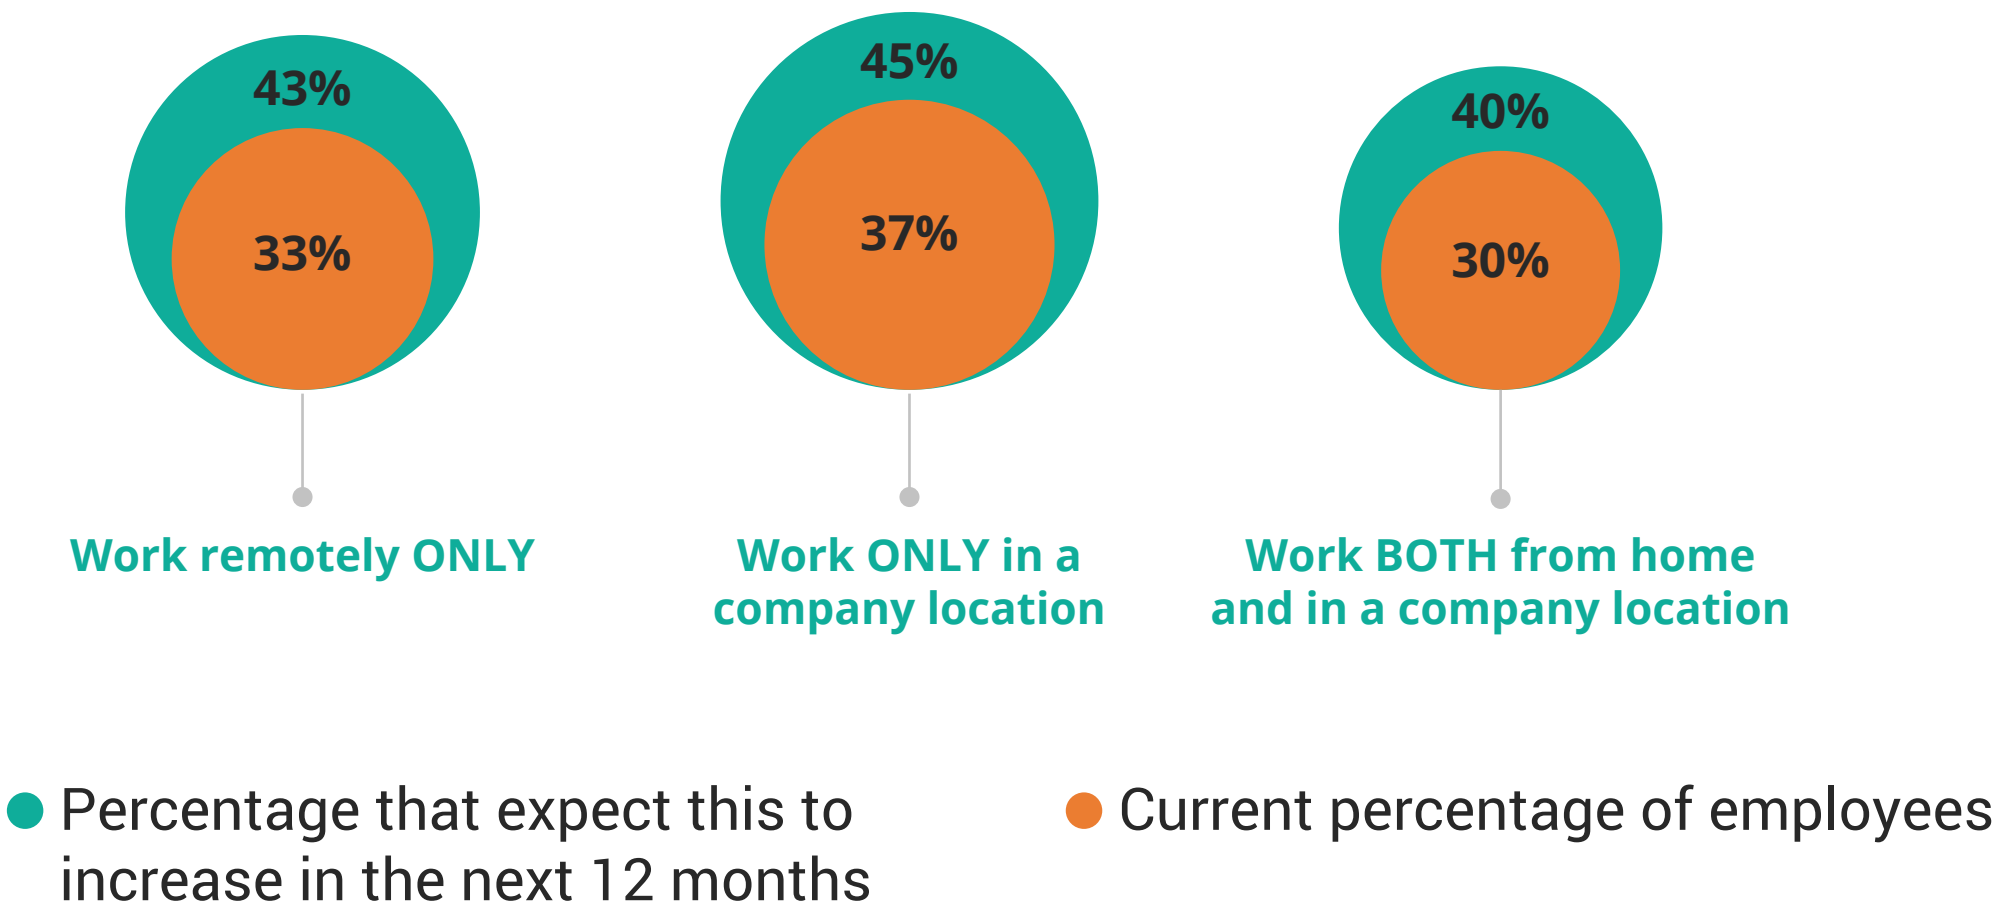 43%
33%
45%
37%
40%
30%
Work remotely ONLY
Work ONLY in a
company location
Work BOTH from home
and in a company location
Percentage that expect this to
increase in the next 12 months
Current percentage of employees